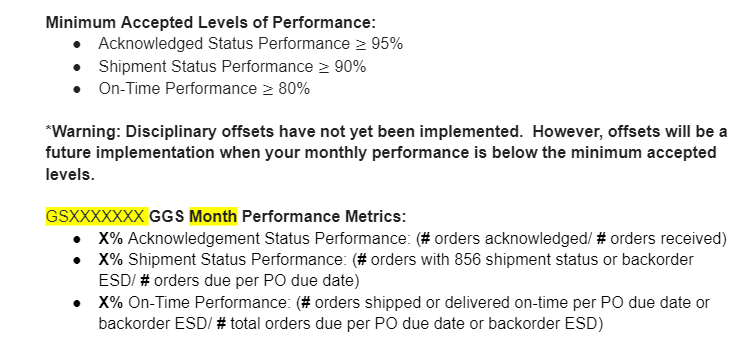 Minimum Accepted Levels of Performance:
● Acknowledged Status Performance ≥ 95%
● Shipment Status Performance ≥ 90%
● On-Time Performance ≥ 80%
*Warning: Disciplinary offsets have not yet been implemented.  However, offsets will be a
future implementation when your monthly performance is below the minimum accepted
levels.
GSXXXXXXX GGS Month Performance Metrics:
● X% Acknowledgement Status Performance: (# orders acknowledged/ # orders received)
● X% Shipment Status Performance: (# orders with 856 shipment status or backorder
ESD/ # orders due per PO due date)
● X% On-Time Performance: (# orders shipped or delivered on-time per PO due date or
backorder ESD/ # total orders due per PO due date or backorder ESD)